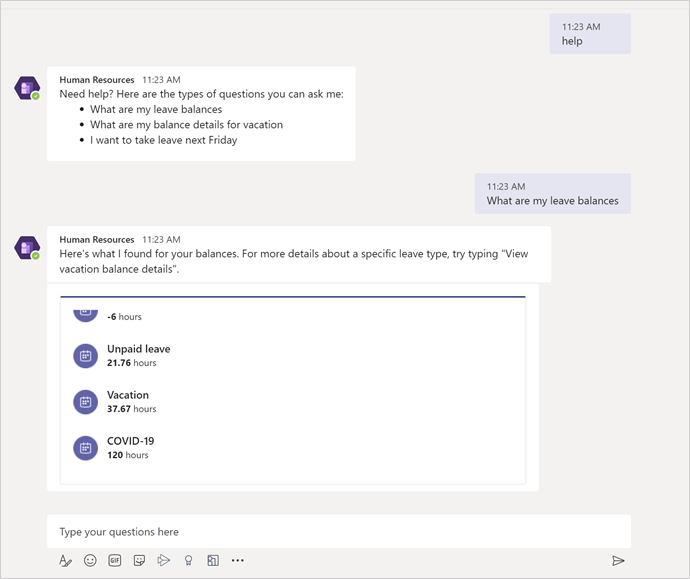 11:23 AM
help
Human Resources 11:23 AM
Need help? Here are the types of questions you can ask me:
• What are my leave balances
• What are my balance details for vacation
• I want to take leave next Friday
11:23 AM
What are my leave balances
Human Resources 11:23 AM
Here's what I found for your balances. For more details about a specific leave type, try typing "View
vacation balance details".
-6 hours
Unpaid leave
21.76 hours
Vacation
37.67 hours
COVID-19
120 hours
Type your questions here
GIF